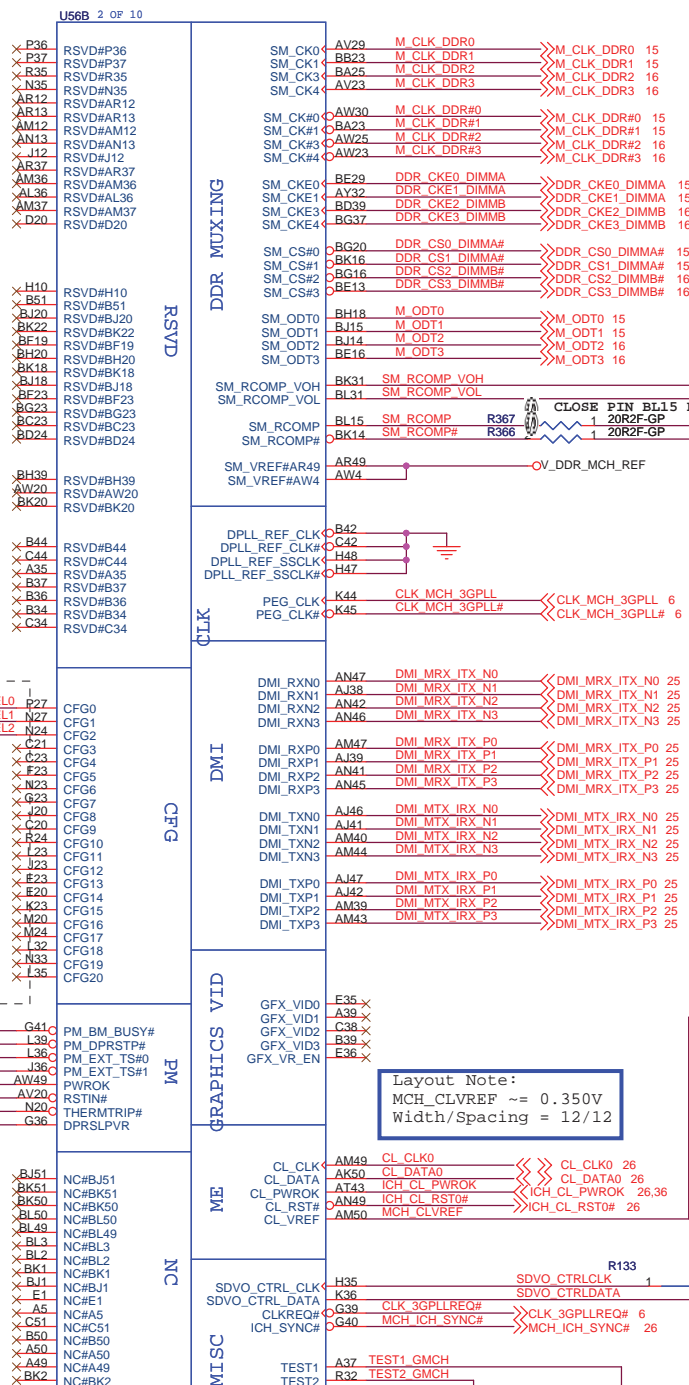 U56B 2 OF 10
P36 RSVD#P36
P37 RSVD#P37
R35 RSVD#R35
N35 RSVD#N35
AR12 RSVD#AR12
AR13 RSVD#AR13
AM12 RSVD#AM12
AN13 RSVD#AN13
J12 RSVD#J12
AR37 RSVD#AR37
AM36 RSVD#AM36
AL36 RSVD#AL36
AM37 RSVD#AM37
D20 RSVD#D20
H10 RSVD#H10
B51 RSVD#B51
BJ20 RSVD#BJ20
BK22 RSVD#BK22
BF19 RSVD#BF19
BH20 RSVD#BH20
BK18 RSVD#BK18
BJ18 RSVD#BJ18
BF23 RSVD#BF23
BG23 RSVD#BG23
BC23 RSVD#BC23
BD24 RSVD#BD24
BH39 RSVD#BH39
AW20 RSVD#AW20
BK20 RSVD#BK20
B44 RSVD#B44
C44 RSVD#C44
A35 RSVD#A35
B37 RSVD#B37
B36 RSVD#B36
B34 RSVD#B34
C34 RSVD#C34
RSVD
EL0 P27 CFG0
EL1 N27 CFG1
EL2 N24 CFG2
C21 CFG3
C23 CFG4
F23 CFG5
N23 CFG6
G23 CFG7
J20 CFG8
C20 CFG9
R24 CFG10
L23 CFG11
J23 CFG12
E23 CFG13
E20 CFG14
K23 CFG15
M20 CFG16
M24 CFG17
L32 CFG18
N33 CFG19
L35 CFG20
CFG
G41 PM_BM_BUSY#
L39 PM_DPRSTP#
L36 PM_EXT_TS#0
J36 PM_EXT_TS#1
AW49 PWROK
AV20 RSTIN#
N20 THERMTRIP#
G36 DPRSLPVR
PM
BJ51 NC#BJ51
BK51 NC#BK51
BK50 NC#BK50
BL50 NC#BL50
BL49 NC#BL49
BL3 NC#BL3
BL2 NC#BL2
BK1 NC#BK1
BJ1 NC#BJ1
E1 NC#E1
A5 NC#A5
C51 NC#C51
B50 NC#B50
A50 NC#A50
A49 NC#A49
BK2 NC#BK2
NC
DDR MUXING
SM_CK0 AV29 M_CLK_DDR0 M_CLK_DDR0 15
SM_CK1 BB23 M_CLK_DDR1 M_CLK_DDR1 15
SM_CK3 BA25 M_CLK_DDR2 M_CLK_DDR2 16
SM_CK4 AV23 M_CLK_DDR3 M_CLK_DDR3 16
SM_CK#0 AW30 M_CLK_DDR#0 M_CLK_DDR#0 15
SM_CK#1 BA23 M_CLK_DDR#1 M_CLK_DDR#1 15
SM_CK#3 AW25 M_CLK_DDR#2 M_CLK_DDR#2 16
SM_CK#4 AW23 M_CLK_DDR#3 M_CLK_DDR#3 16
SM_CKE0 BE29 DDR_CKE0_DIMMA DDR_CKE0_DIMMA 15
SM_CKE1 AY32 DDR_CKE1_DIMMA DDR_CKE1_DIMMA 15
SM_CKE3 BD39 DDR_CKE2_DIMMB DDR_CKE2_DIMMB 16
SM_CKE4 BG37 DDR_CKE3_DIMMB DDR_CKE3_DIMMB 16
SM_CS#0 BG20 DDR_CS0_DIMMA# DDR_CS0_DIMMA# 15
SM_CS#1 BK16 DDR_CS1_DIMMA# DDR_CS1_DIMMA# 15
SM_CS#2 BG16 DDR_CS2_DIMMB# DDR_CS2_DIMMB# 16
SM_CS#3 BE13 DDR_CS3_DIMMB# DDR_CS3_DIMMB# 16
SM_ODT0 BH18 M_ODT0 M_ODT0 15
SM_ODT1 BJ15 M_ODT1 M_ODT1 15
SM_ODT2 BJ14 M_ODT2 M_ODT2 16
SM_ODT3 BE16 M_ODT3 M_ODT3 16
SM_RCOMP_VOH BK31 SM_RCOMP_VOH
SM_RCOMP_VOL BL31 SM_RCOMP_VOL
CLOSE PIN BL15
SM_RCOMP BL15 SM_RCOMP R367 1 20R2F-GP
SM_RCOMP# BK14 SM_RCOMP# R366 1 20R2F-GP
SM_VREF#AR49 AR49 V_DDR_MCH_REF
SM_VREF#AW4 AW4
CLK
DPLL_REF_CLK B42
DPLL_REF_CLK# C42
DPLL_REF_SSCLK H48
DPLL_REF_SSCLK# H47
PEG_CLK K44 CLK_MCH_3GPLL CLK_MCH_3GPLL 6
PEG_CLK# K45 CLK_MCH_3GPLL# CLK_MCH_3GPLL# 6
DMI
DMI_RXN0 AN47 DMI_MRX_ITX_N0 DMI_MRX_ITX_N0 25
DMI_RXN1 AJ38 DMI_MRX_ITX_N1 DMI_MRX_ITX_N1 25
DMI_RXN2 AN42 DMI_MRX_ITX_N2 DMI_MRX_ITX_N2 25
DMI_RXN3 AN46 DMI_MRX_ITX_N3 DMI_MRX_ITX_N3 25
DMI_RXP0 AM47 DMI_MRX_ITX_P0 DMI_MRX_ITX_P0 25
DMI_RXP1 AJ39 DMI_MRX_ITX_P1 DMI_MRX_ITX_P1 25
DMI_RXP2 AN41 DMI_MRX_ITX_P2 DMI_MRX_ITX_P2 25
DMI_RXP3 AN45 DMI_MRX_ITX_P3 DMI_MRX_ITX_P3 25
DMI_TXN0 AJ46 DMI_MTX_IRX_N0 DMI_MTX_IRX_N0 25
DMI_TXN1 AJ41 DMI_MTX_IRX_N1 DMI_MTX_IRX_N1 25
DMI_TXN2 AM40 DMI_MTX_IRX_N2 DMI_MTX_IRX_N2 25
DMI_TXN3 AM44 DMI_MTX_IRX_N3 DMI_MTX_IRX_N3 25
DMI_TXP0 AJ47 DMI_MTX_IRX_P0 DMI_MTX_IRX_P0 25
DMI_TXP1 AJ42 DMI_MTX_IRX_P1 DMI_MTX_IRX_P1 25
DMI_TXP2 AM39 DMI_MTX_IRX_P2 DMI_MTX_IRX_P2 25
DMI_TXP3 AM43 DMI_MTX_IRX_P3 DMI_MTX_IRX_P3 25
GRAPHICS VID
GFX_VID0 E35
GFX_VID1 A39
GFX_VID2 C38
GFX_VID3 B39
GFX_VR_EN E36
Layout Note:
MCH_CLVREF ~= 0.350V
Width/Spacing = 12/12
ME
CL_CLK AM49 CL_CLK0 CL_CLK0 26
CL_DATA AK50 CL_DATA0 CL_DATA0 26
CL_PWROK AT43 ICH_CL_PWROK ICH_CL_PWROK 26,36
CL_RST# AN49 ICH_CL_RST0# ICH_CL_RST0# 26
CL_VREF AM50 MCH_CLVREF
MISC
R133
SDVO_CTRL_CLK H35 SDVO_CTRLCLK 1
SDVO_CTRL_DATA K36 SDVO_CTRLDATA
CLKREQ# G39 CLK_3GPLLREQ# CLK_3GPLLREQ# 6
ICH_SYNC# G40 MCH_ICH_SYNC# MCH_ICH_SYNC# 26
TEST1 A37 TEST1_GMCH
TEST2 R32 TEST2_GMCH